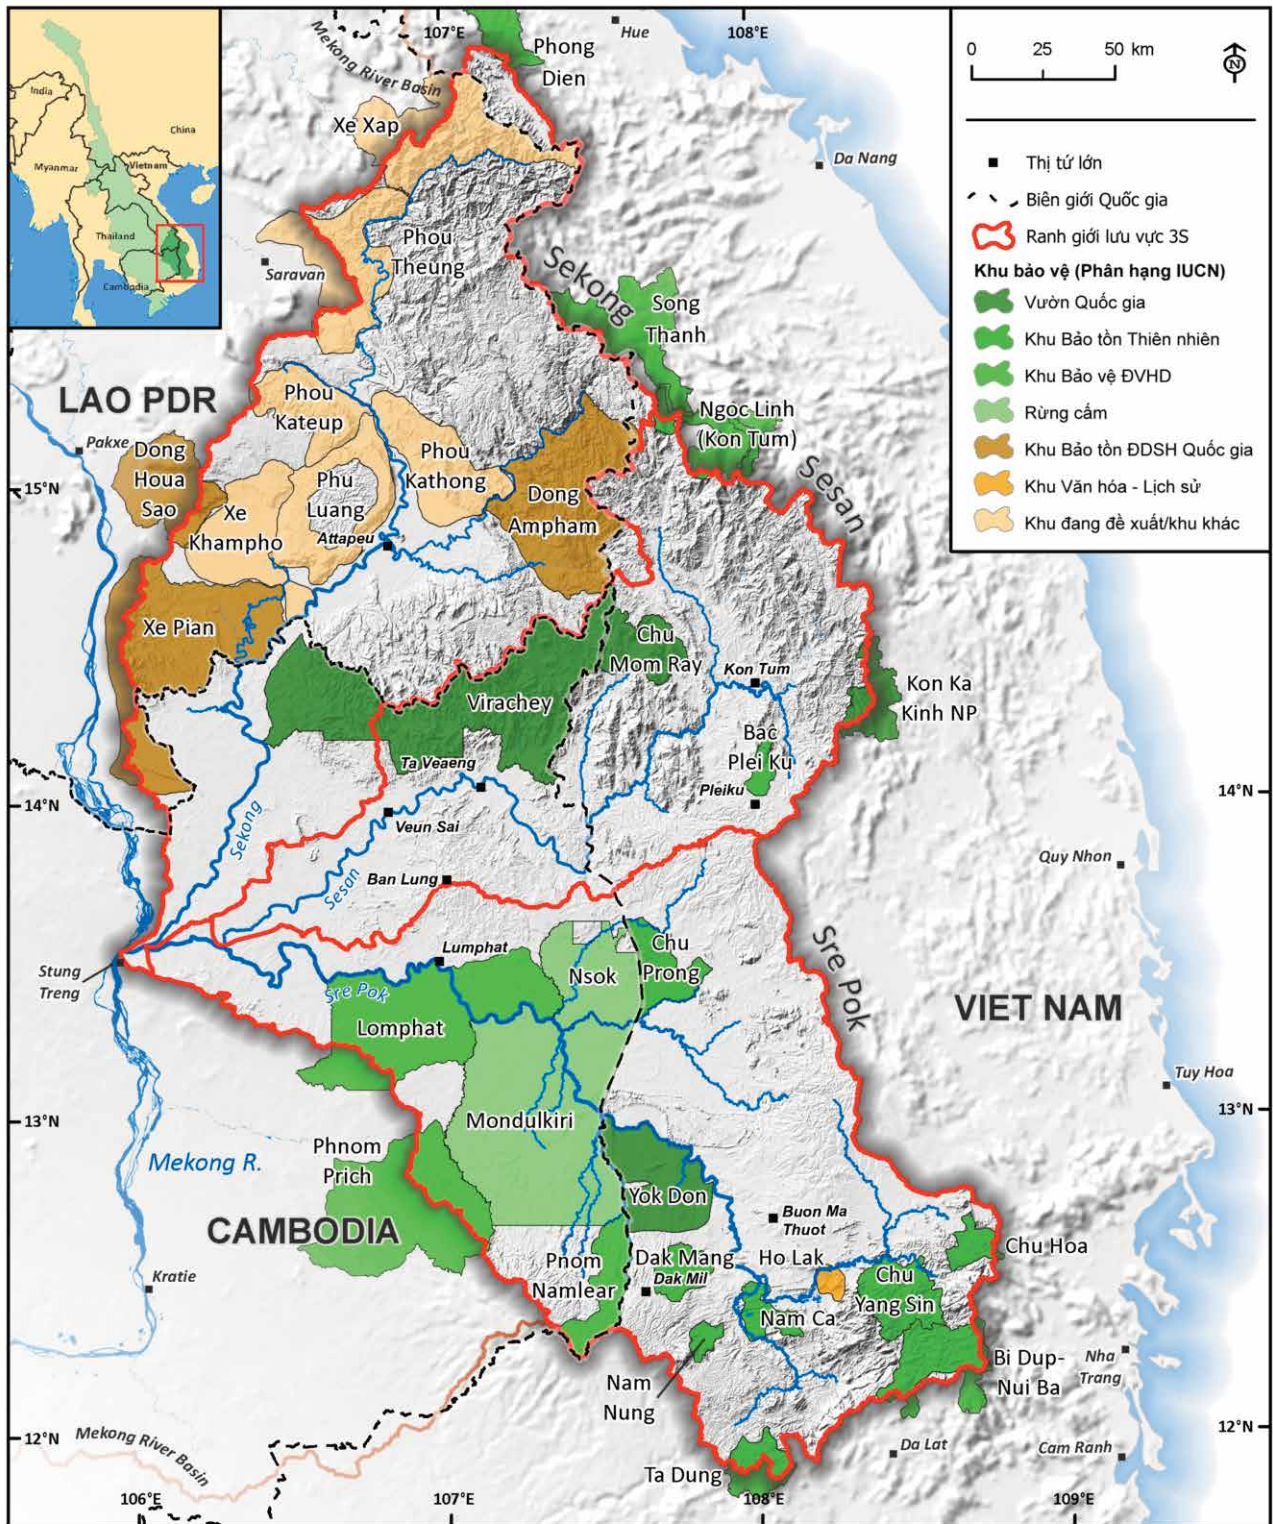 107°E
108°E
Hue
Phong
Dien
Mekong River Basin
Xe Xap
India
China
Myanmar
Vietnam
Thailand
Cambodia
0 25 50 km
N
Thị tứ lớn
Biên giới Quốc gia
Ranh giới lưu vực 3S
Khu bảo vệ (Phân hạng IUCN)
Vườn Quốc gia
Khu Bảo tồn Thiên nhiên
Khu Bảo vệ ĐVHD
Rừng cấm
Khu Bảo tồn ĐDSH Quốc gia
Khu Văn hóa - Lịch sử
Khu đang đề xuất/khu khác
Da Nang
Phou
Theung
Saravan
Sekong
Song
Thanh
LAO PDR
Phou
Kateup
Ngoc Linh
(Kon Tum)
Pakxe
Dong
Houa
Sao
Phou
Kathong
Sesan
15°N
Phu
Luang
Dong
Ampham
Xe
Khampho
Attapeu
Xe Pian
Chu
Mom Ray
Kon Tum
Kon Ka
Kinh NP
Virachey
Bac
Plei Ku
Ta Veaeng
Pleiku
14°N
14°N
Veun Sai
Sekong
Quy Nhon
Ban Lung
Sesan
Sre Pok
Stung
Treng
Lumphat
Chu
Prong
Nsok
Sre Pok
Lomphat
VIET NAM
Tuy Hoa
13°N
13°N
Mondulkiri
Phnom
Prich
Mekong R.
Yok Don
CAMBODIA
Buon Ma
Thuot
Chu Hoa
Pnom
Namlear
Dak Mang
Dak Mil
Ho Lak
Chu
Yang Sin
Kratie
Nam Ca
Bi Dup-
Nui Ba
Nha
Trang
Nam
Nung
12°N
12°N
Mekong River Basin
Da Lat
Cam Ranh
Ta Dung
106°E
107°E
108°E
109°E